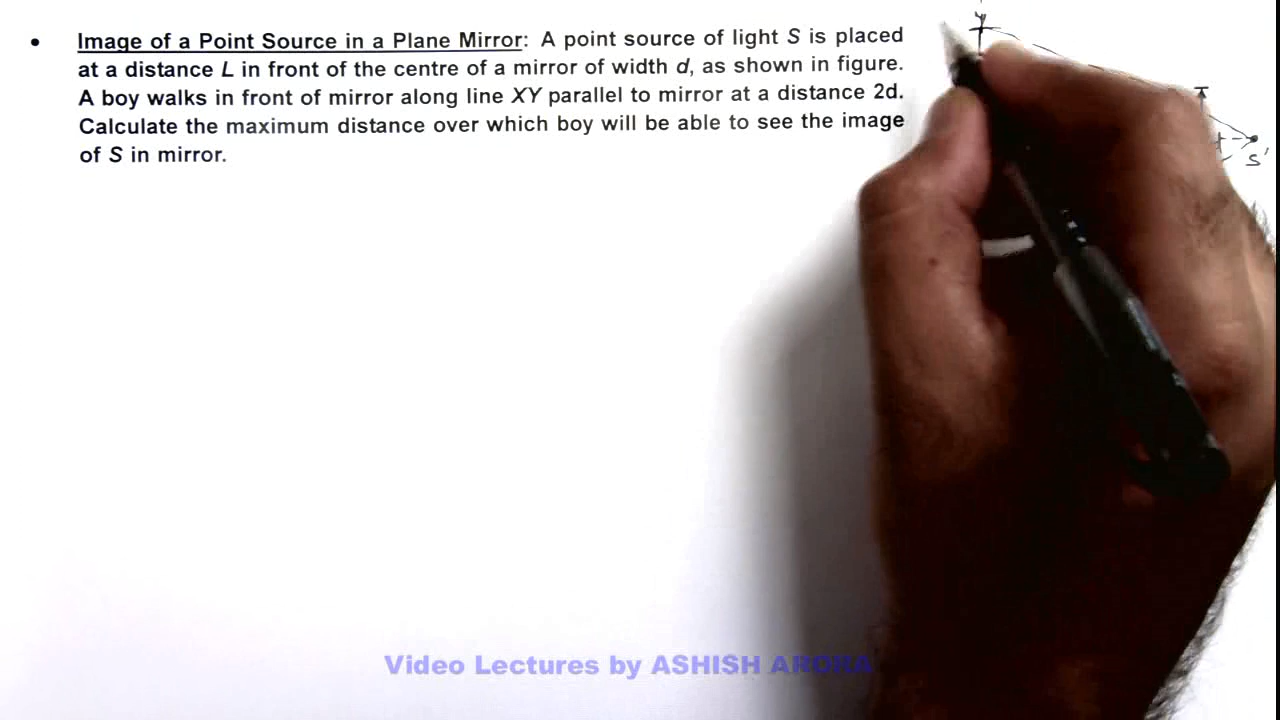 • Image of a Point Source in a Plane Mirror: A point source of light S is placed
at a distance L in front of the centre of a mirror of width d, as shown in figure.
A boy walks in front of mirror along line XY parallel to mirror at a distance 2d.
Calculate the maximum distance over which boy will be able to see the image
of S in mirror.
Y
S'
Video Lectures by ASHISH ARORA